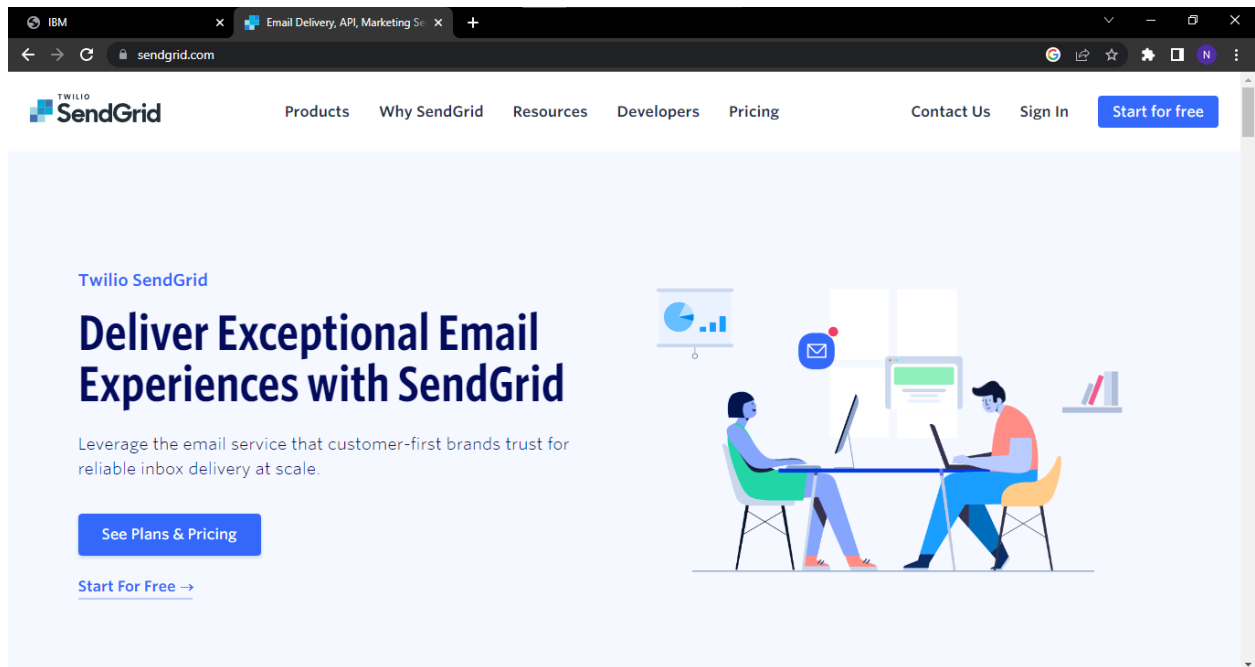 IBM
Email Delivery, API, Marketing Se
sendgrid.com
N
TWILIO
SendGrid
Products
Why SendGrid
Resources
Developers
Pricing
Contact Us
Sign In
Start for free
Twilio SendGrid
Deliver Exceptional Email
Experiences with SendGrid
Leverage the email service that customer-first brands trust for
reliable inbox delivery at scale.
See Plans & Pricing
Start For Free →